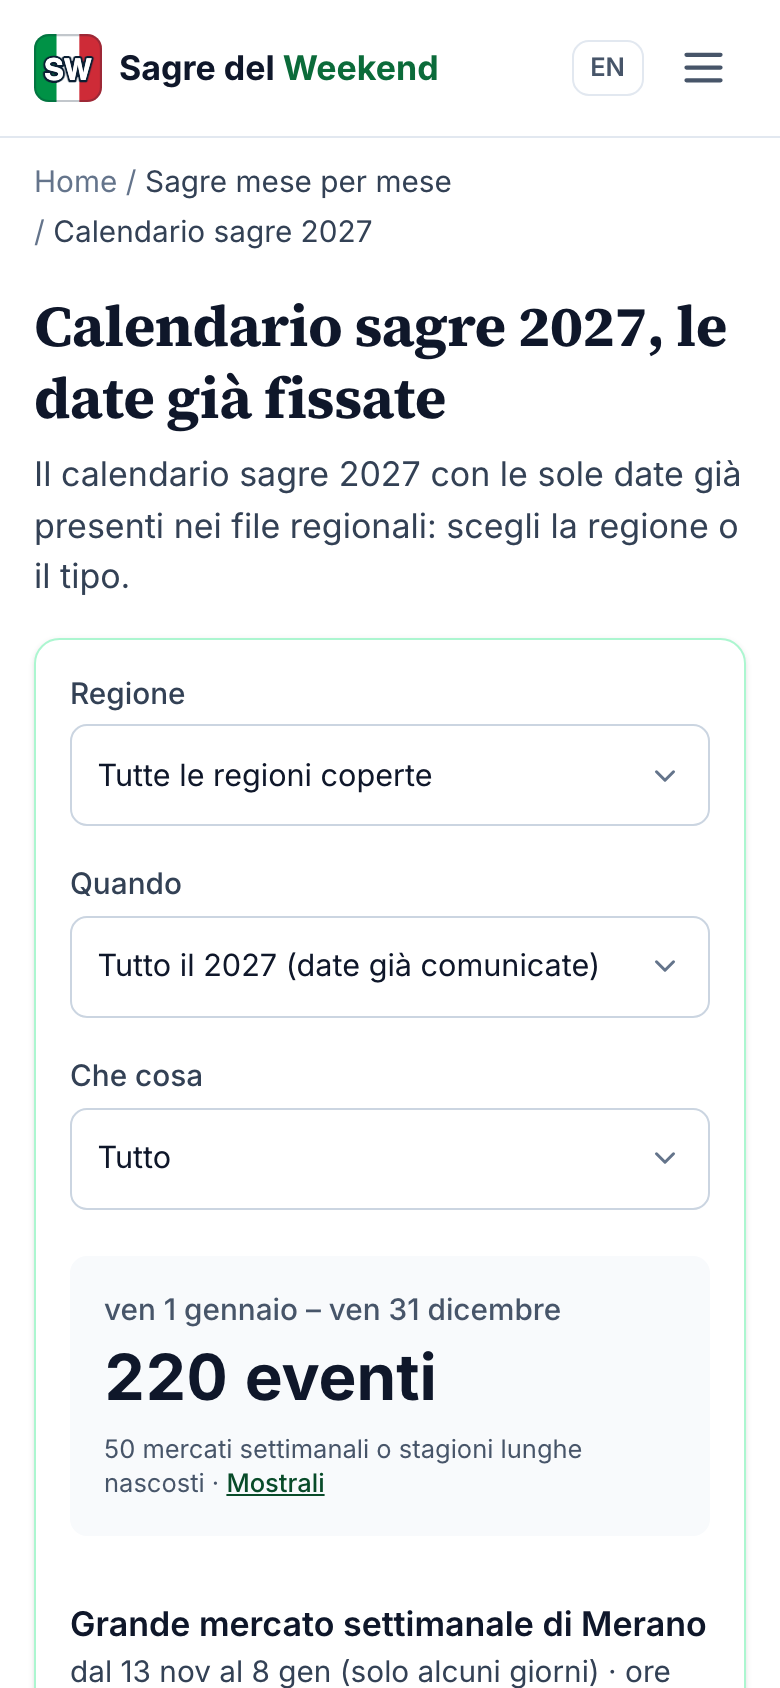 SW
Sagre del Weekend
EN
Home / Sagre mese per mese
/ Calendario sagre 2027
Calendario sagre 2027, le
date già fissate
Il calendario sagre 2027 con le sole date già
presenti nei file regionali: scegli la regione o
il tipo.
Regione
Tutte le regioni coperte
Quando
Tutto il 2027 (date già comunicate)
Che cosa
Tutto
ven 1 gennaio – ven 31 dicembre
220 eventi
50 mercati settimanali o stagioni lunghe
nascosti · Mostrali
Grande mercato settimanale di Merano
dal 13 nov al 8 gen (solo alcuni giorni) · ore